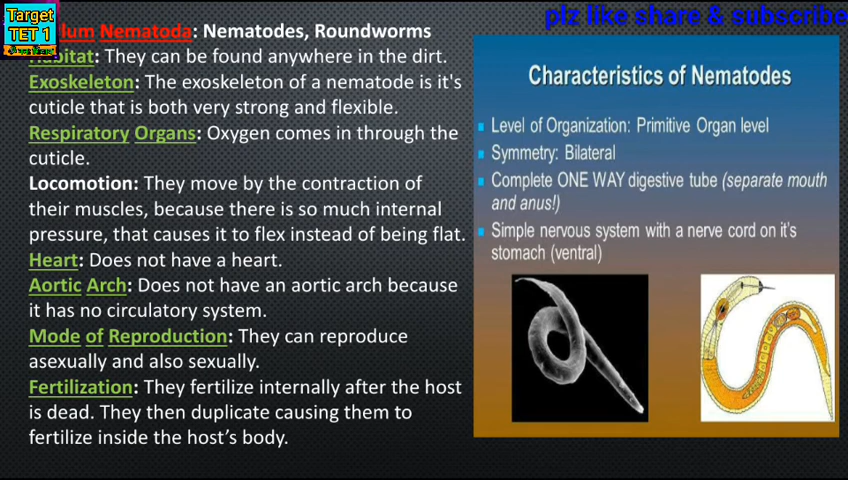 Target
TET 1
plz like share & subscribe
Phylum Nematoda: Nematodes, Roundworms
Habitat: They can be found anywhere in the dirt.
Exoskeleton: The exoskeleton of a nematode is it's
cuticle that is both very strong and flexible.
Respiratory Organs: Oxygen comes in through the
cuticle.
Locomotion: They move by the contraction of
their muscles, because there is so much internal
pressure, that causes it to flex instead of being flat.
Heart: Does not have a heart.
Aortic Arch: Does not have an aortic arch because
it has no circulatory system.
Mode of Reproduction: They can reproduce
asexually and also sexually.
Fertilization: They fertilize internally after the host
is dead. They then duplicate causing them to
fertilize inside the host's body.
Characteristics of Nematodes
Level of Organization: Primitive Organ level
Symmetry: Bilateral
Complete ONE WAY digestive tube (separate mouth
and anus!)
Simple nervous system with a nerve cord on it's
stomach (ventral)